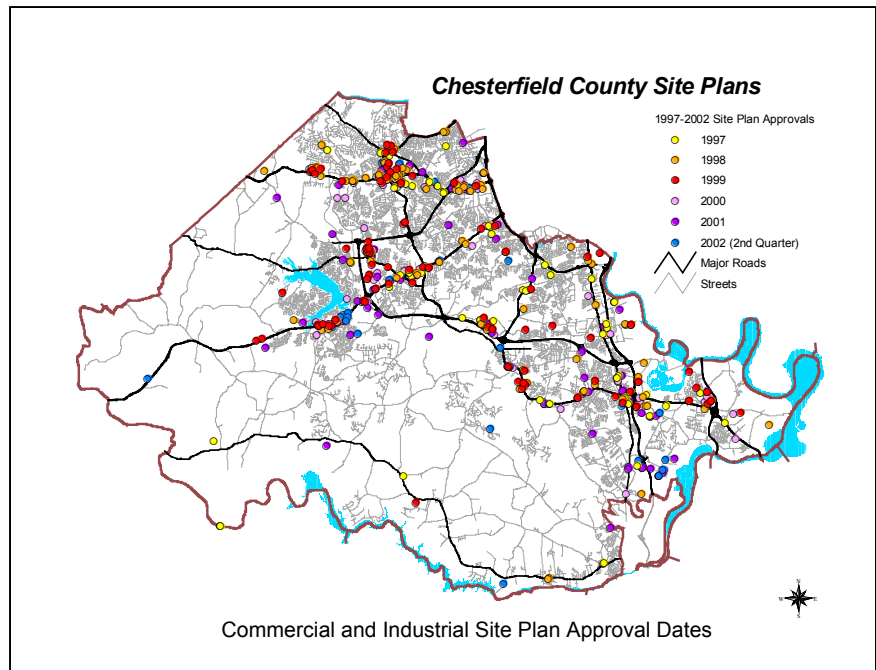 Chesterfield County Site Plans
1997-2002 Site Plan Approvals
1997
1998
1999
2000
2001
2002 (2nd Quarter)
Major Roads
Streets
N
W E
S
Commercial and Industrial Site Plan Approval Dates